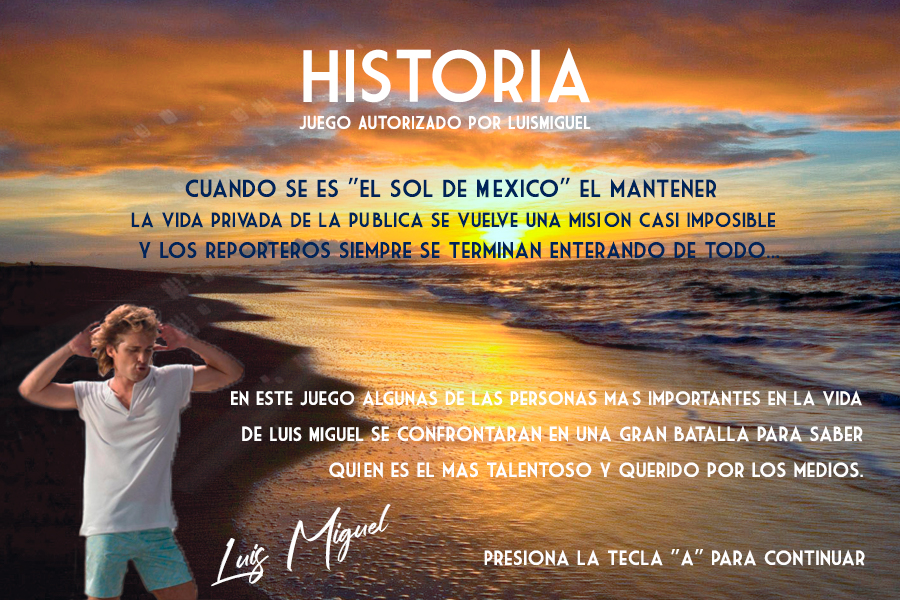 HISTORIA
JUEGO AUTORIZADO POR LUISMIGUEL
CUANDO SE ES "EL SOL DE MEXICO" EL MANTENER
LA VIDA PRIVADA DE LA PUBLICA SE VUELVE UNA MISION CASI IMPOSIBLE
Y LOS REPORTEROS SIEMPRE SE TERMINAN ENTERANDO DE TODO...
EN ESTE JUEGO ALGUNAS DE LAS PERSONAS MAS IMPORTANTES EN LA VIDA
DE LUIS MIGUEL SE CONFRONTARAN EN UNA GRAN BATALLA PARA SABER
QUIEN ES EL MAS TALENTOSO Y QUERIDO POR LOS MEDIOS.
Luis Miguel
PRESIONA LA TECLA "A" PARA CONTINUAR